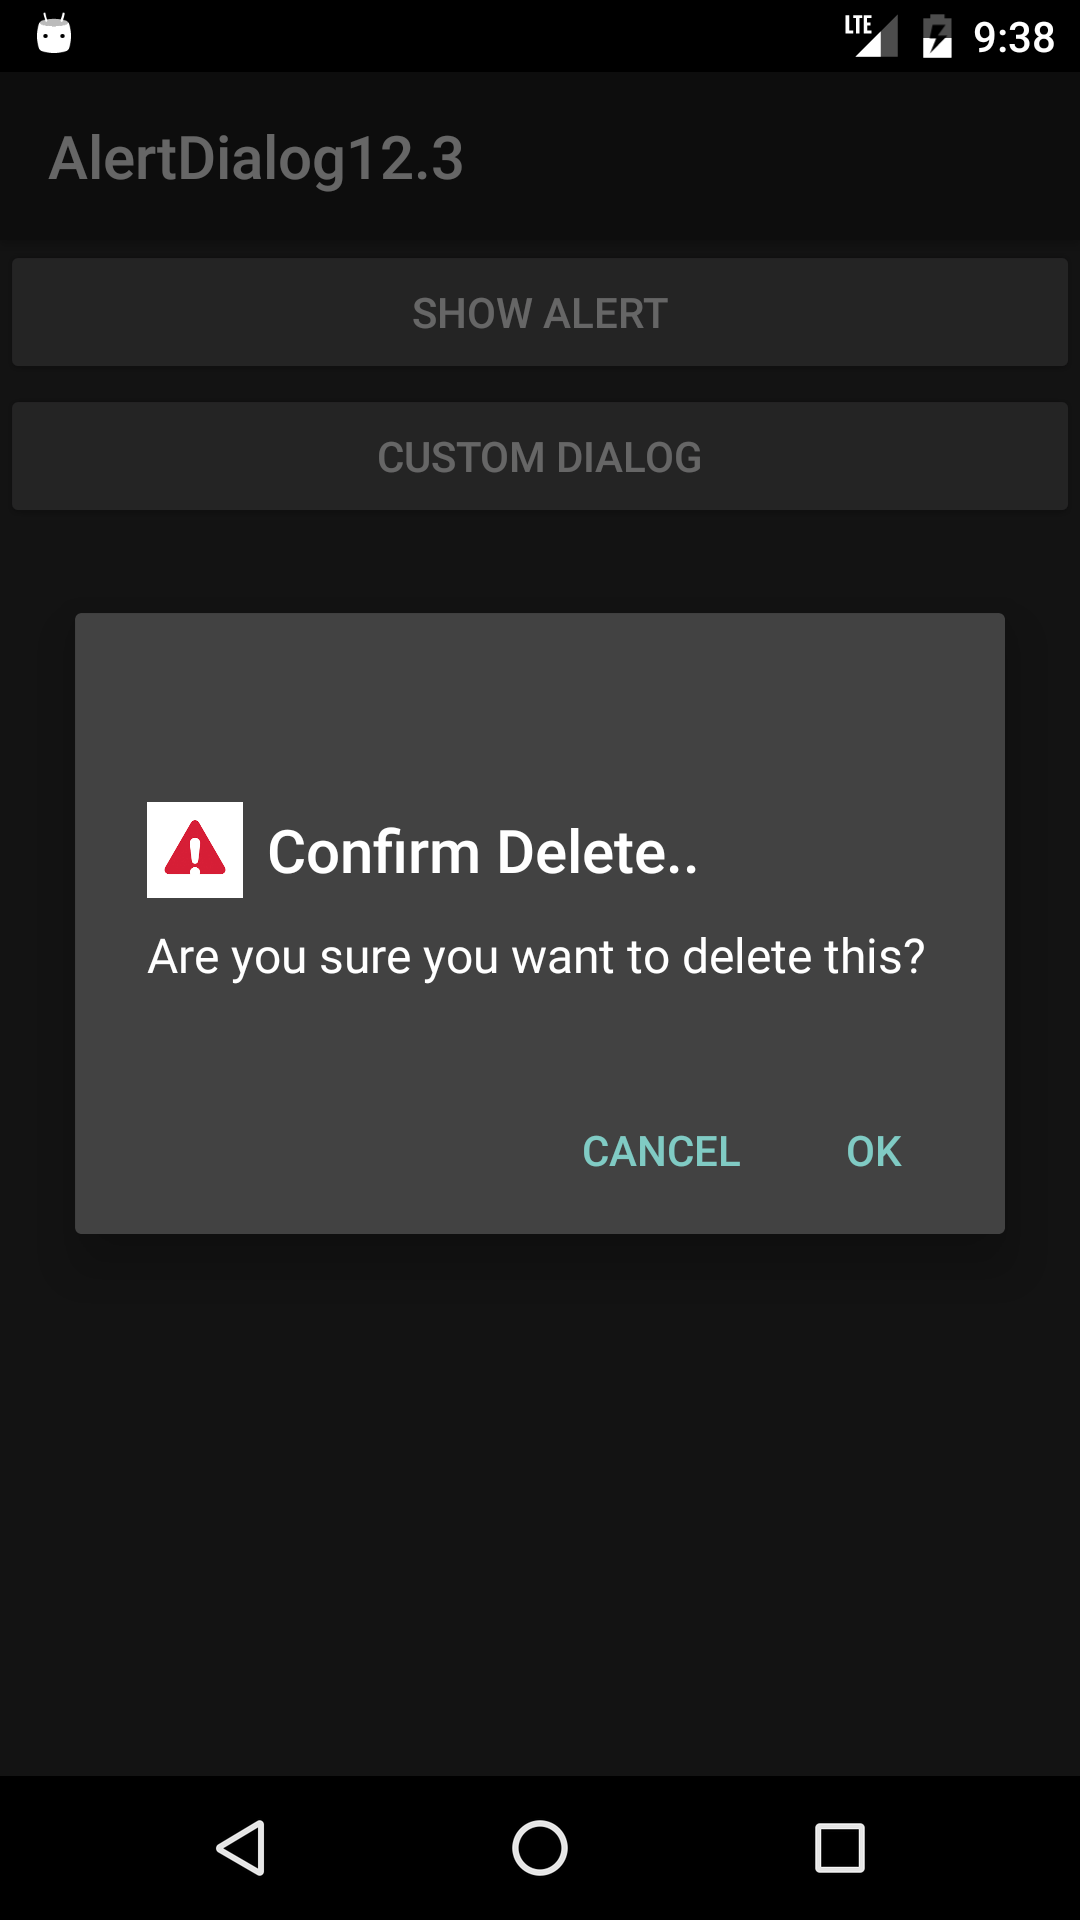 LTE 9:38
AlertDialog12.3
SHOW ALERT
CUSTOM DIALOG
Confirm Delete..
Are you sure you want to delete this?
CANCEL OK